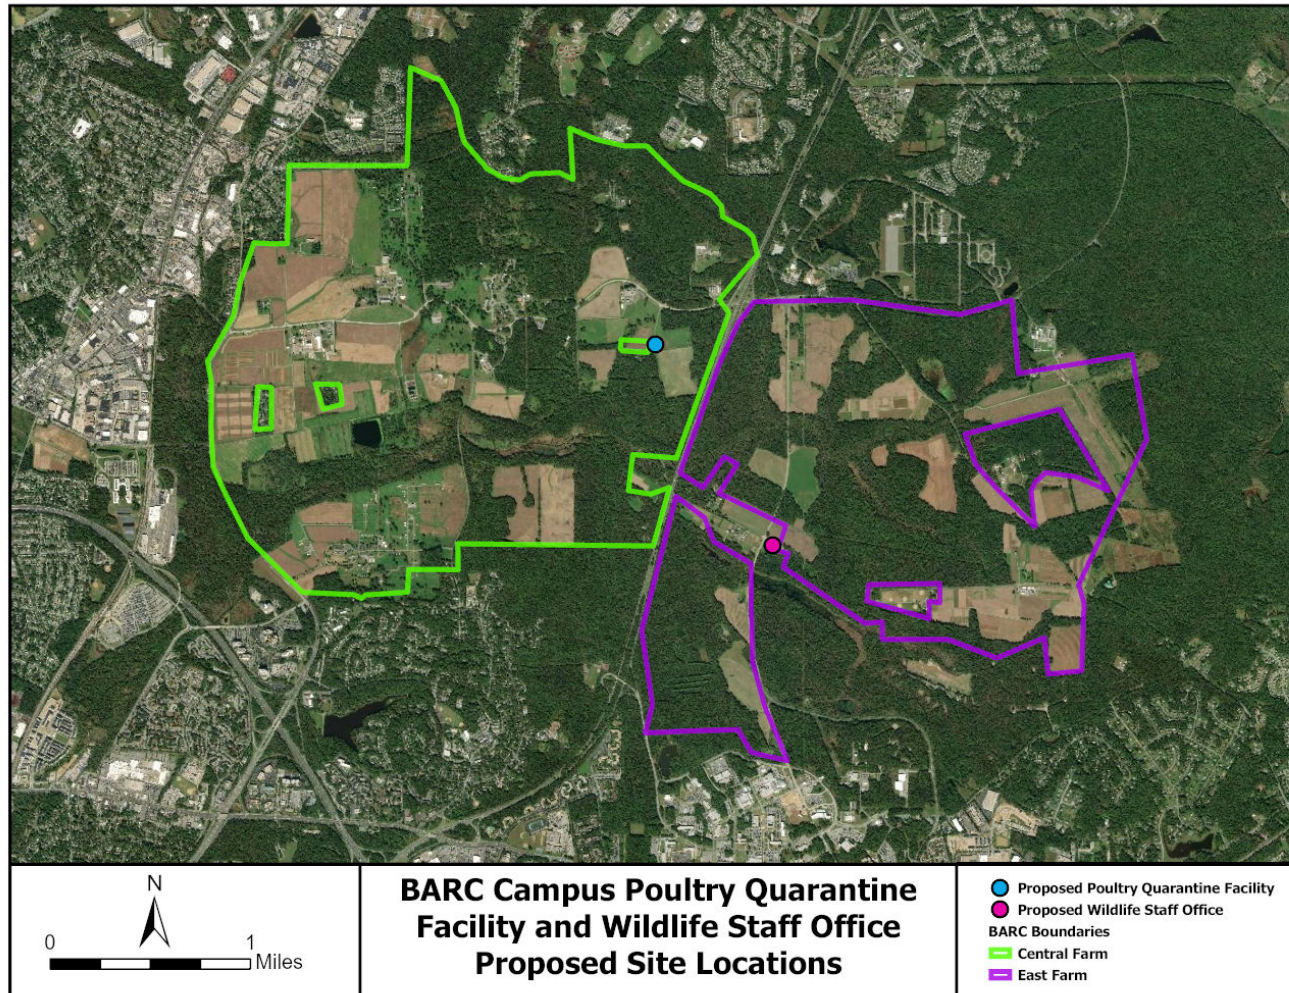 N
0 1
Miles
BARC Campus Poultry Quarantine
Facility and Wildlife Staff Office
Proposed Site Locations
Proposed Poultry Quarantine Facility
Proposed Wildlife Staff Office
BARC Boundaries
Central Farm
East Farm